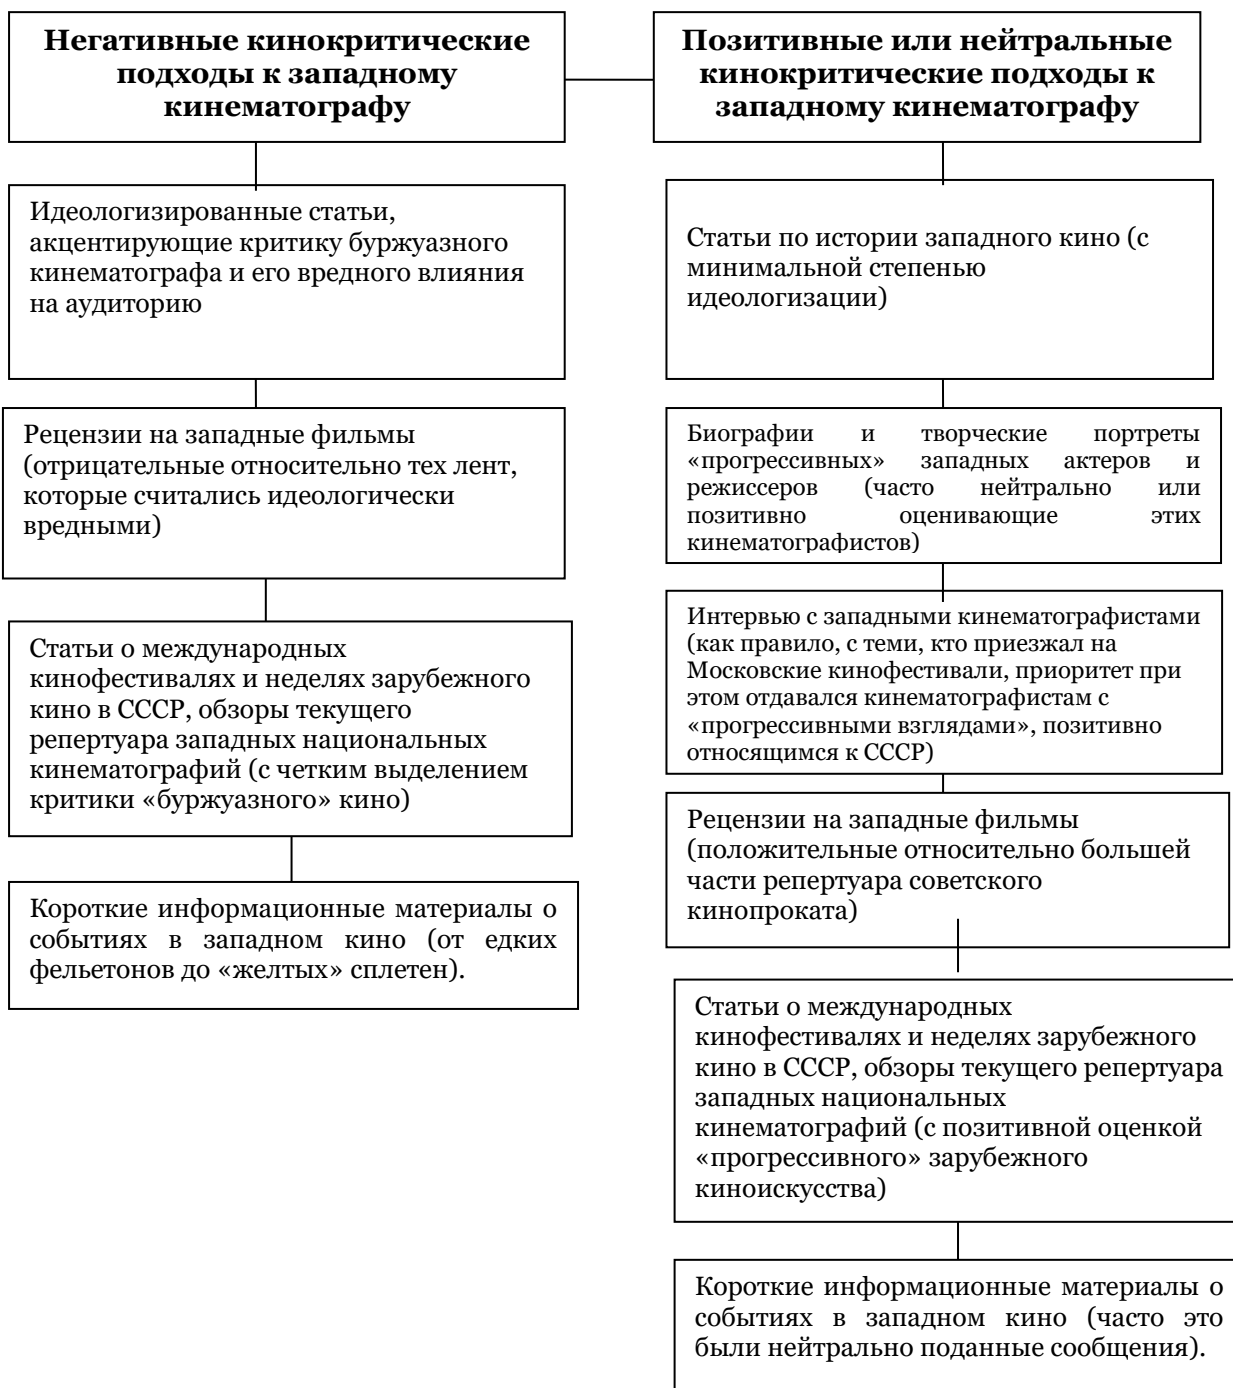 Негативные кинокритические
подходы к западному
кинематографу
Идеологизированные статьи,
акцентирующие критику буржуазного
кинематографа и его вредного влияния
на аудиторию
Рецензии на западные фильмы
(отрицательные относительно тех лент,
которые считались идеологически
вредными)
Статьи о международных
кинофестивалях и неделях зарубежного
кино в СССР, обзоры текущего
репертуара западных национальных
кинематографий (с четким выделением
критики «буржуазного» кино)
Короткие информационные материалы о
событиях в западном кино (от едких
фельетонов до «желтых» сплетен).
Позитивные или нейтральные
кинокритические подходы к
западному кинематографу
Статьи по истории западного кино (с
минимальной степенью
идеологизации)
Биографии и творческие портреты
«прогрессивных» западных актеров и
режиссеров (часто нейтрально или
позитивно оценивающие этих
кинематографистов)
Интервью с западными кинематографистами
(как правило, с теми, кто приезжал на
Московские кинофестивали, приоритет при
этом отдавался кинематографистам с
«прогрессивными взглядами», позитивно
относящимся к СССР)
Рецензии на западные фильмы
(положительные относительно большей
части репертуара советского
кинопроката)
Статьи о международных
кинофестивалях и неделях зарубежного
кино в СССР, обзоры текущего репертуара
западных национальных
кинематографий (с позитивной оценкой
«прогрессивного» зарубежного
киноискусства)
Короткие информационные материалы о
событиях в западном кино (часто это
были нейтрально поданные сообщения).